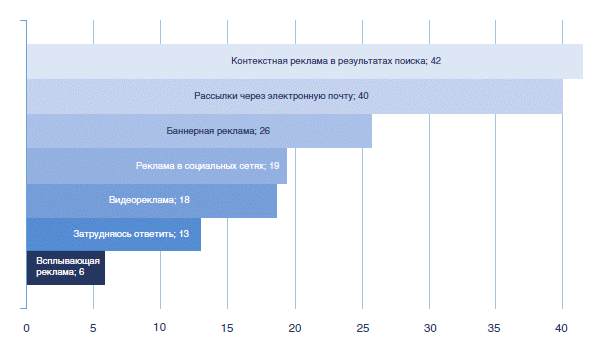 Контекстная реклама в результатах поиска; 42
Рассылки через электронную почту; 40
Баннерная реклама; 26
Реклама в социальных сетях; 19
Видеореклама; 18
Затрудняюсь ответить; 13
Всплывающая
реклама; 6
0 5 10 15 20 25 30 35 40